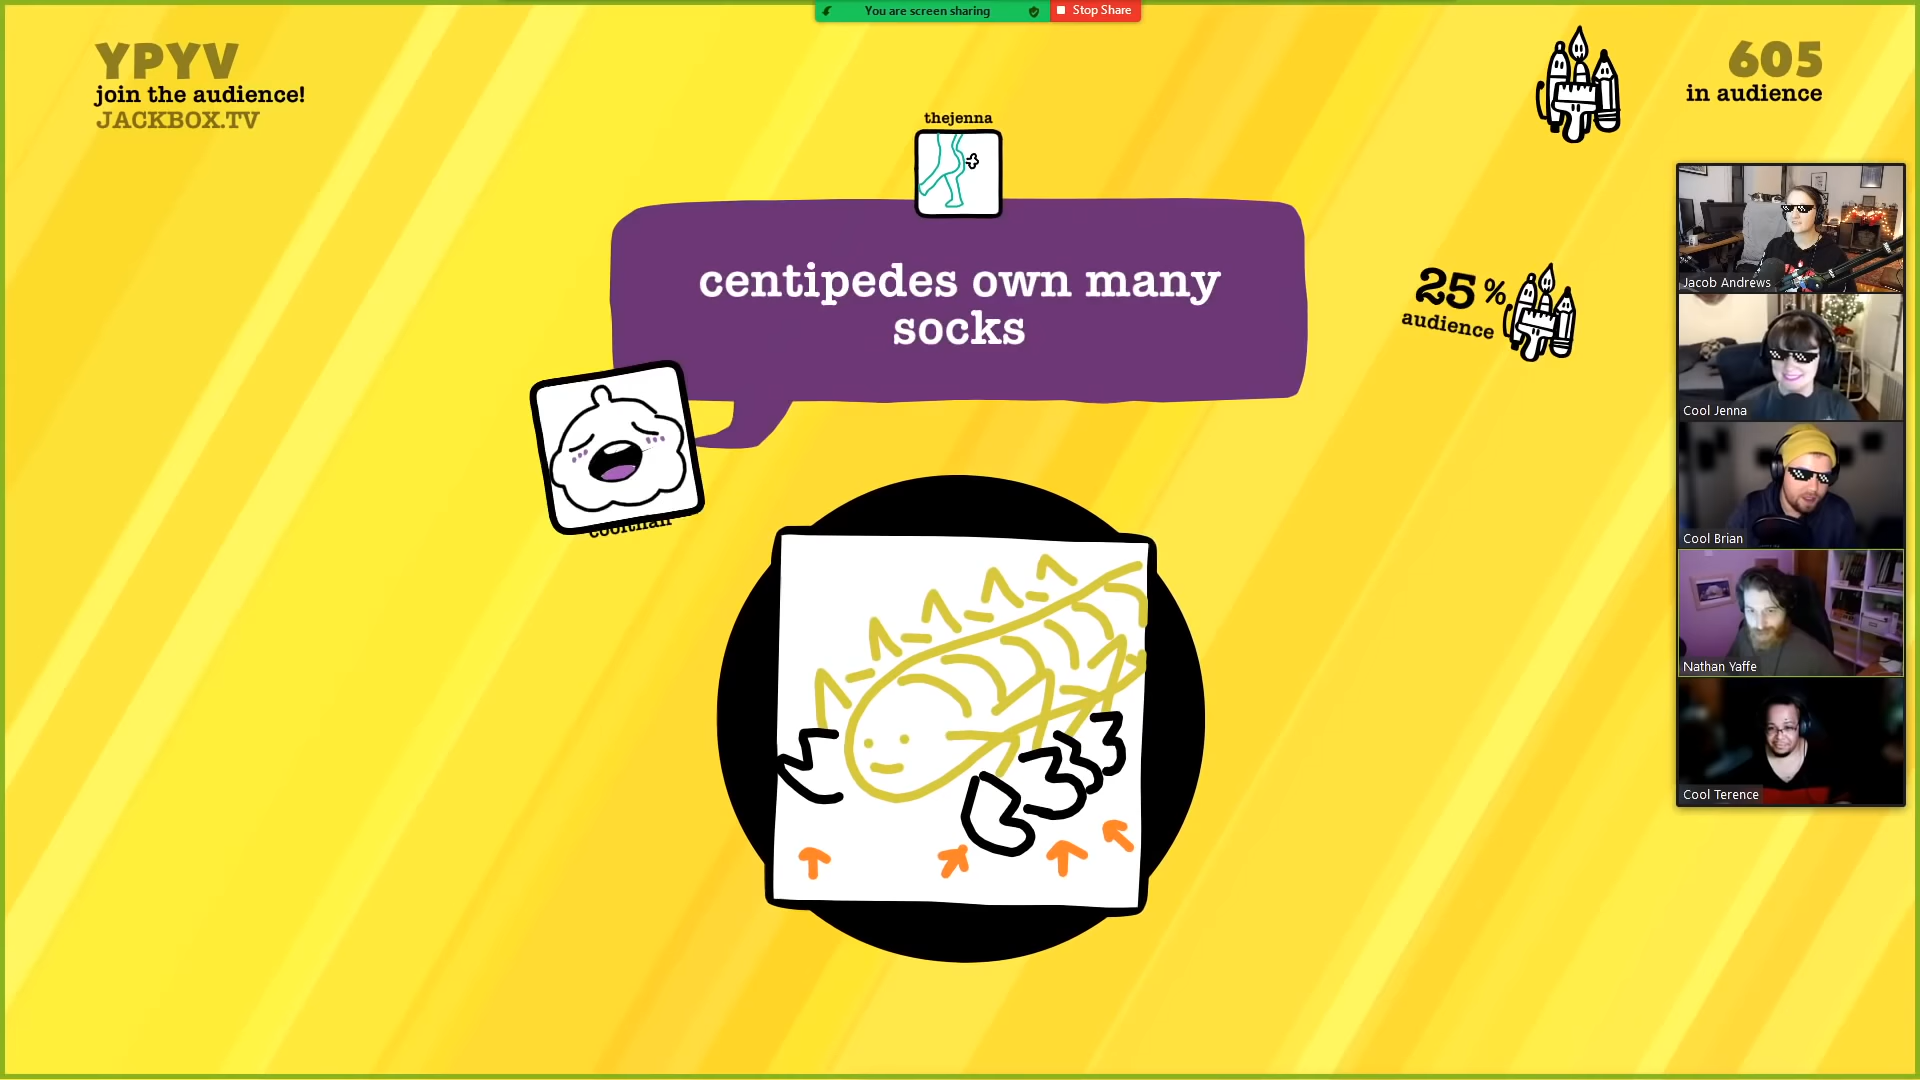 You are screen sharing
Stop Share
YPYV
join the audience!
JACKBOX.TV
605
in audience
thejenna
centipedes own many
socks
25%
audience
Jacob Andrews
Cool Jenna
Cool Brian
Nathan Yaffe
Cool Terence